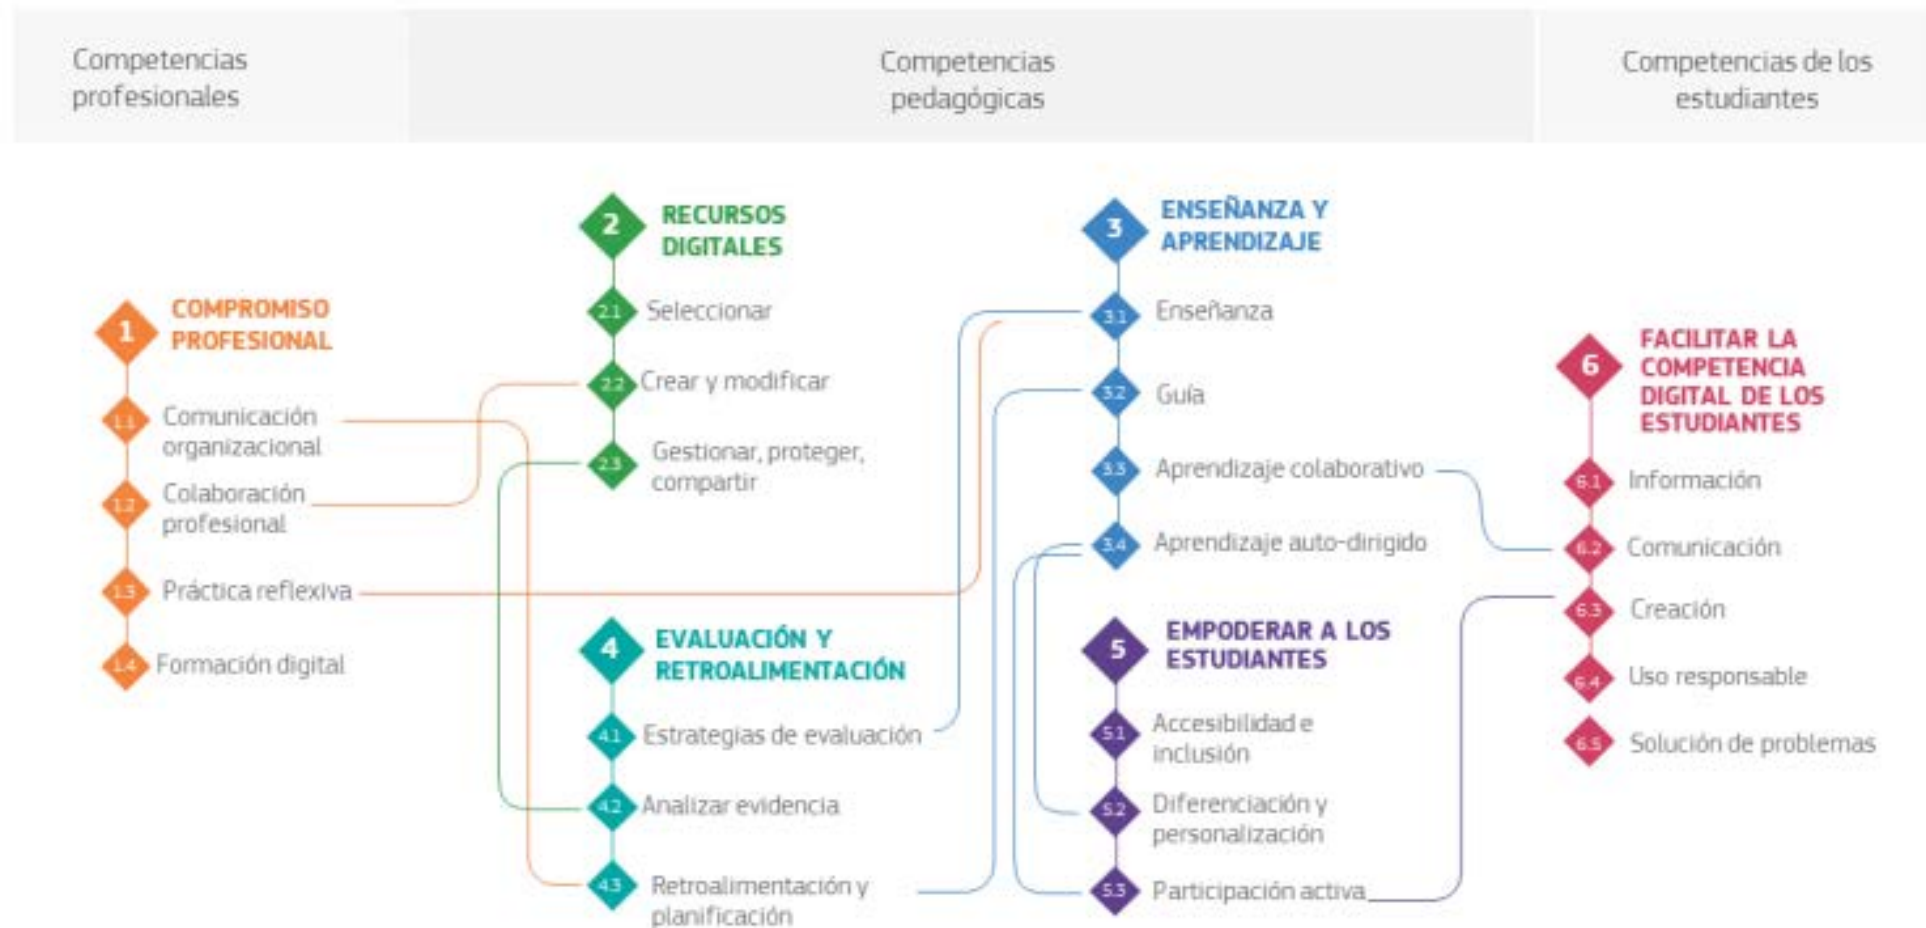 Competencias
profesionales
Competencias
pedagógicas
Competencias de los
estudiantes
1
COMPROMISO
PROFESIONAL
1.1
Comunicación
organizacional
1.2
Colaboración
profesional
1.3
Práctica reflexiva
1.4
Formación digital
2
RECURSOS
DIGITALES
2.1
Seleccionar
2.2
Crear y modificar
2.3
Gestionar, proteger,
compartir
3
ENSEÑANZA Y
APRENDIZAJE
3.1
Enseñanza
3.2
Guía
3.3
Aprendizaje colaborativo
3.4
Aprendizaje auto-dirigido
4
EVALUACIÓN Y
RETROALIMENTACIÓN
4.1
Estrategias de evaluación
4.2
Analizar evidencia
4.3
Retroalimentación y
planificación
5
EMPODERAR A LOS
ESTUDIANTES
5.1
Accesibilidad e
inclusión
5.2
Diferenciación y
personalización
5.3
Participación activa
6
FACILITAR LA
COMPETENCIA
DIGITAL DE LOS
ESTUDIANTES
6.1
Información
6.2
Comunicación
6.3
Creación
6.4
Uso responsable
6.5
Solución de problemas